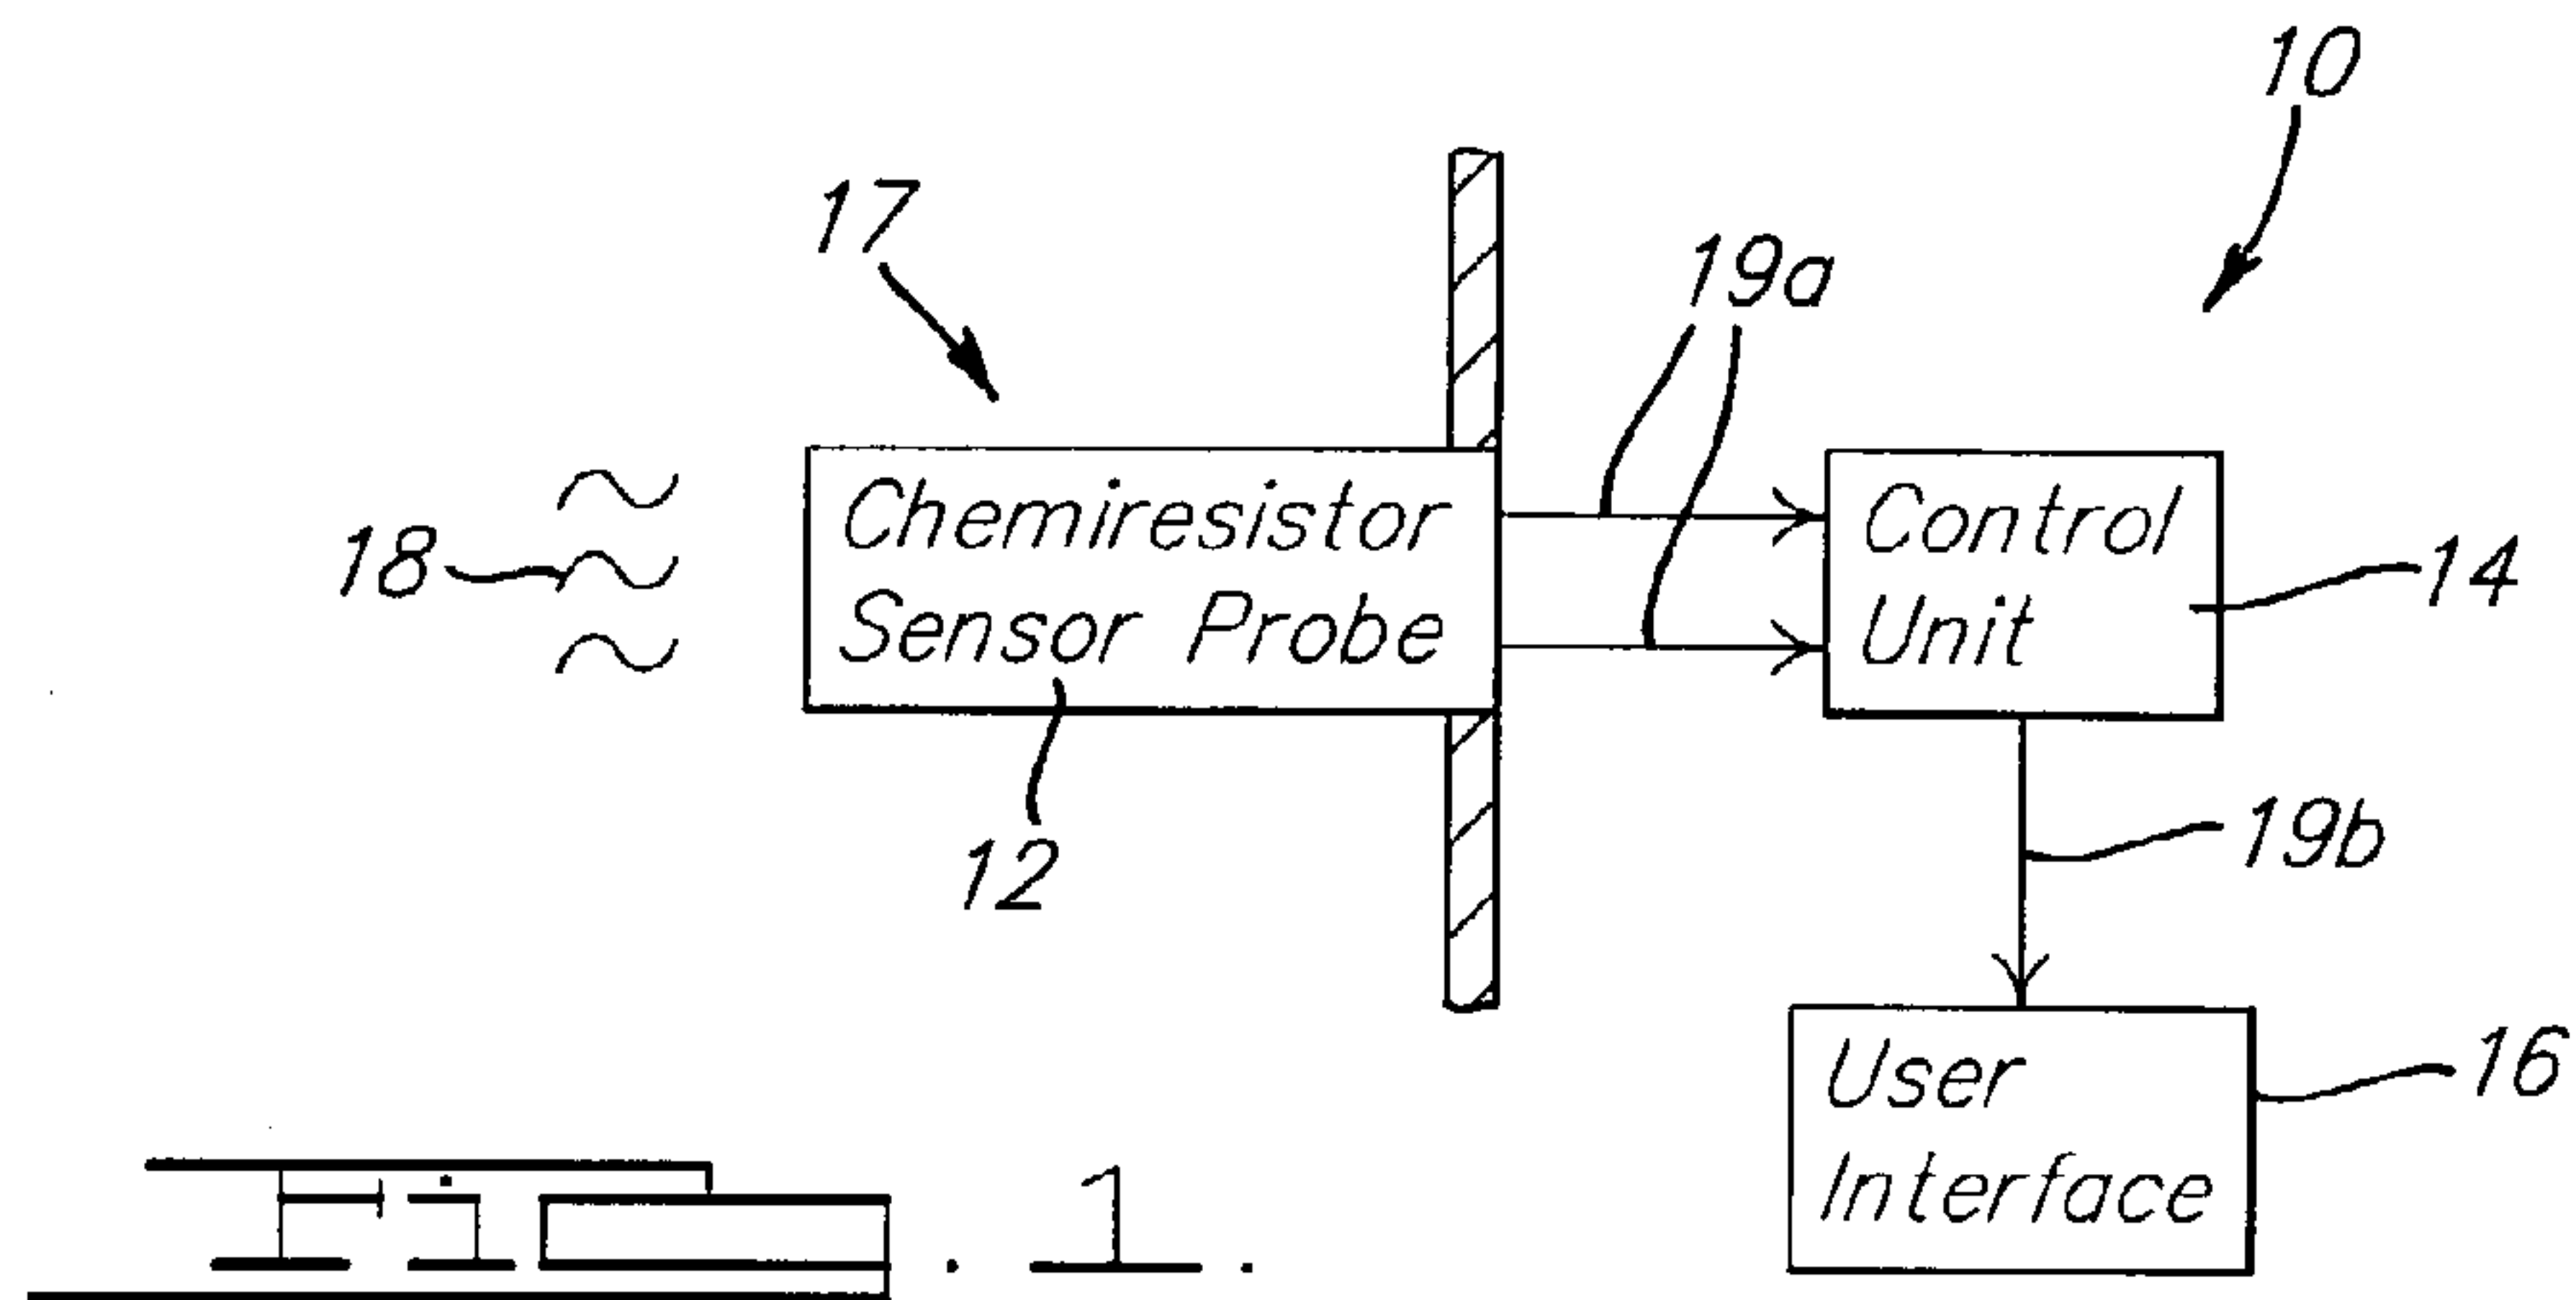 10
17
19a
Chemiresistor
Sensor Probe
Control
Unit
18
14
12
19b
User
Interface
16
Fig. 1.